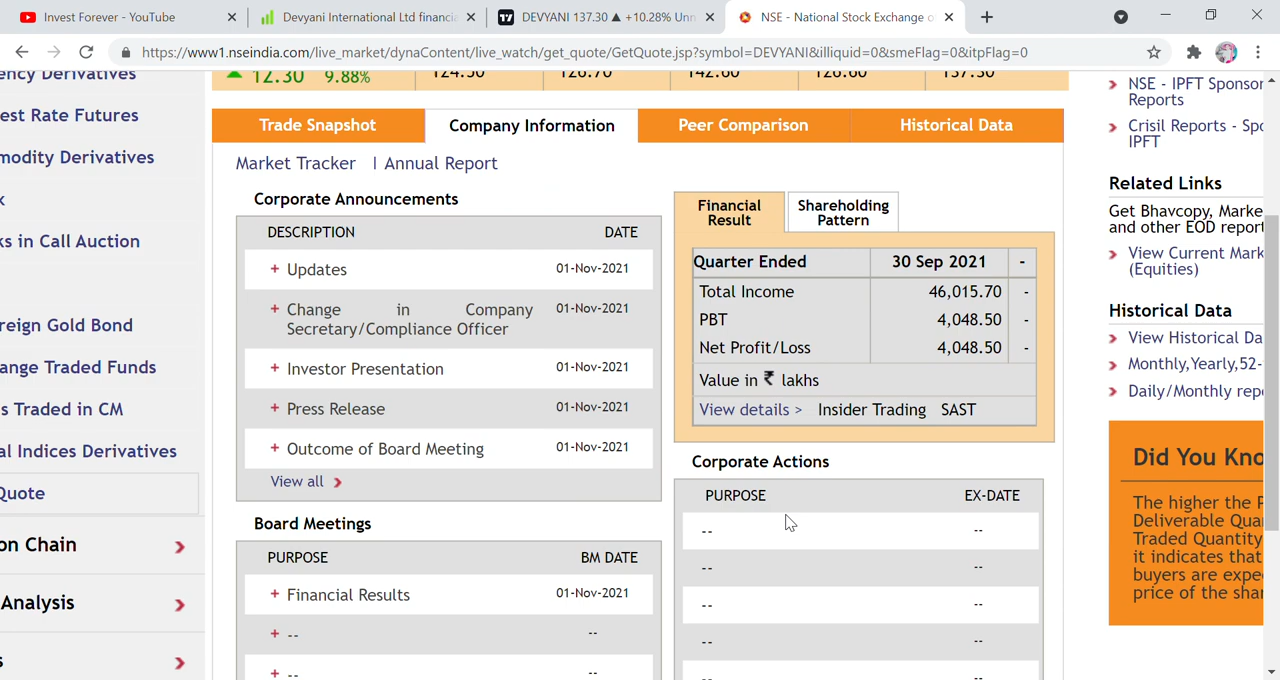 Invest Forever - YouTube
Devyani International Ltd financia
DEVYANI 137.30 ▲ +10.28% Unn
NSE - National Stock Exchange o
https://www1.nseindia.com/live_market/dynaContent/live_watch/get_quote/GetQuote.jsp?symbol=DEVYANI&illiquid=0&smeFlag=0&itpFlag=0
ency Derivatives
est Rate Futures
modity Derivatives
x
ks in Call Auction
reign Gold Bond
ange Traded Funds
s Traded in CM
al Indices Derivatives
Quote
on Chain
Analysis
s
12.30 9.88% 124.50 126.70 142.60 126.60 137.30
Trade Snapshot
Company Information
Peer Comparison
Historical Data
Market Tracker | Annual Report
Corporate Announcements
DESCRIPTION DATE
+ Updates 01-Nov-2021
+ Change in Company 01-Nov-2021
Secretary/Compliance Officer
+ Investor Presentation 01-Nov-2021
+ Press Release 01-Nov-2021
+ Outcome of Board Meeting 01-Nov-2021
View all
Board Meetings
PURPOSE BM DATE
+ Financial Results 01-Nov-2021
+ -- --
+ -- --
Financial
Result
Shareholding
Pattern
Quarter Ended 30 Sep 2021 -
Total Income 46,015.70 -
PBT 4,048.50 -
Net Profit/Loss 4,048.50 -
Value in ₹ lakhs
View details > Insider Trading SAST
Corporate Actions
PURPOSE EX-DATE
-- --
-- --
-- --
-- --
-- --
NSE - IPFT Sponsor
Reports
Crisil Reports - Spo
IPFT
Related Links
Get Bhavcopy, Marke
and other EOD report
View Current Mark
(Equities)
Historical Data
View Historical Da
Monthly,Yearly,52-
Daily/Monthly repo
Did You Kno
The higher the P
Deliverable Qua
Traded Quantity
it indicates that
buyers are expe
price of the shar